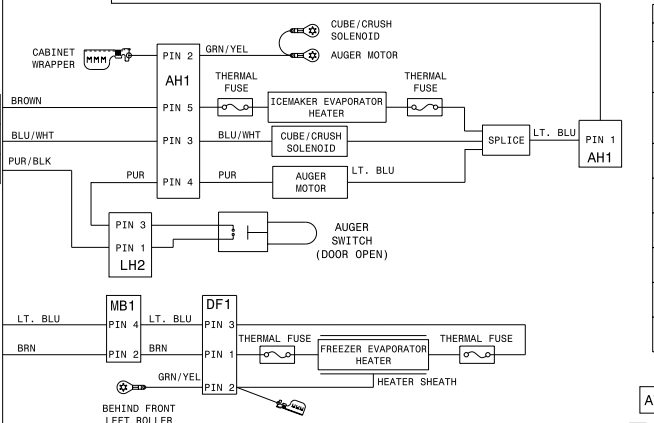 CUBE/CRUSH
SOLENOID
CABINET
WRAPPER
MMM
PIN 2
GRN/YEL
AUGER MOTOR
AH1
THERMAL
FUSE
THERMAL
FUSE
BROWN
PIN 5
ICEMAKER EVAPORATOR
HEATER
BLU/WHT
PIN 3
BLU/WHT
CUBE/CRUSH
SOLENOID
SPLICE
LT. BLU
PIN 1
AH1
PUR/BLK
PUR
PIN 4
PUR
AUGER
MOTOR
LT. BLU
PIN 3
PIN 1
LH2
AUGER
SWITCH
(DOOR OPEN)
MB1
DF1
LT. BLU
PIN 4
LT. BLU
PIN 3
THERMAL FUSE
THERMAL FUSE
BRN
PIN 2
BRN
PIN 1
FREEZER EVAPORATOR
HEATER
GRN/YEL
PIN 2
HEATER SHEATH
BEHIND FRONT
LEFT ROLLER
A